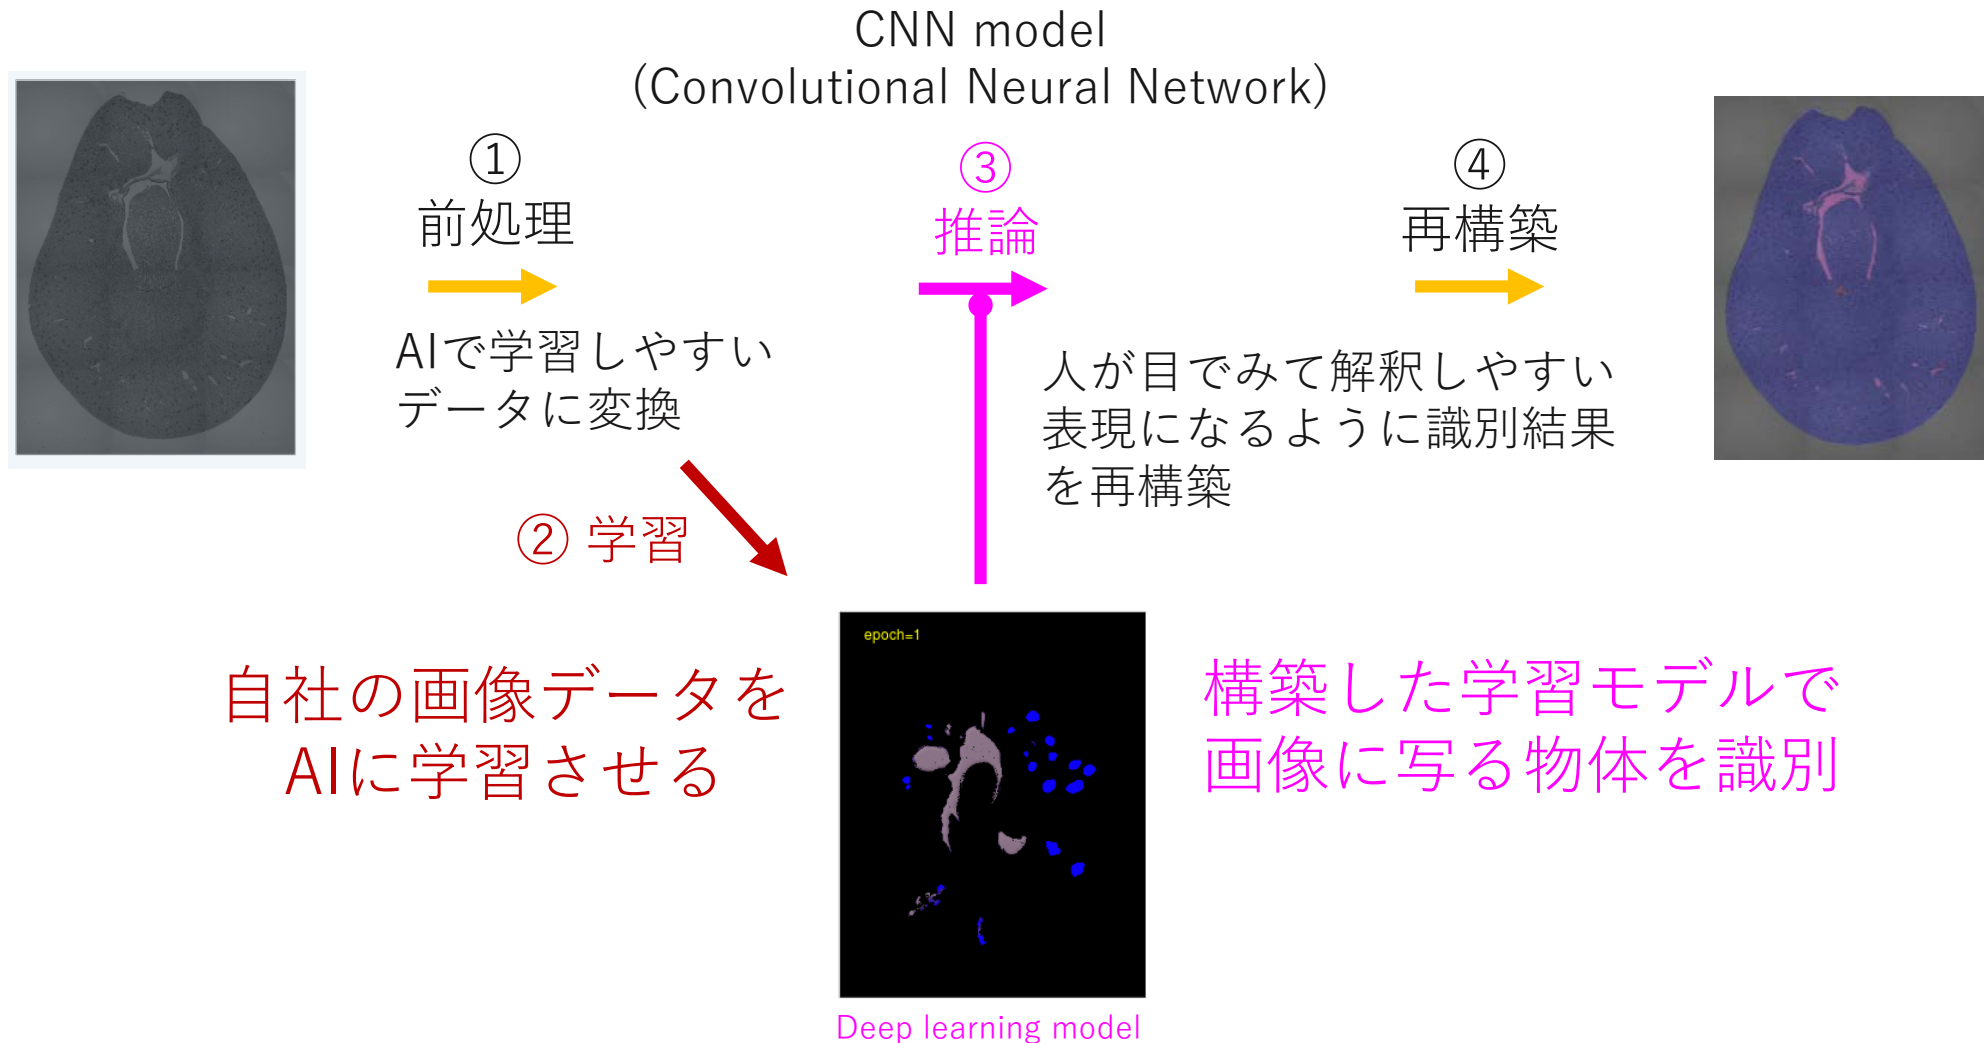 CNN model
(Convolutional Neural Network)
①
前処理
AIで学習しやすい
データに変換
② 学習
自社の画像データを
AIに学習させる
③
推論
④
再構築
人が目でみて解釈しやすい
表現になるように識別結果
を再構築
epoch=1
Deep learning model
構築した学習モデルで
画像に写る物体を識別